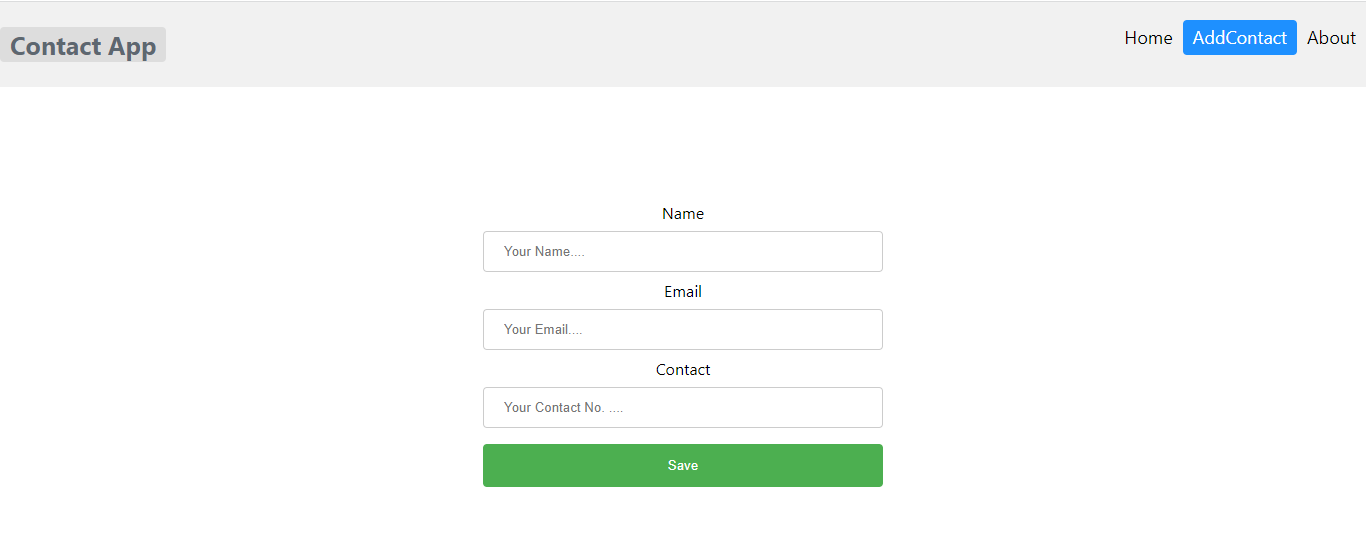 Contact App
Home AddContact About
Name
Your Name....
Email
Your Email....
Contact
Your Contact No. ....
Save